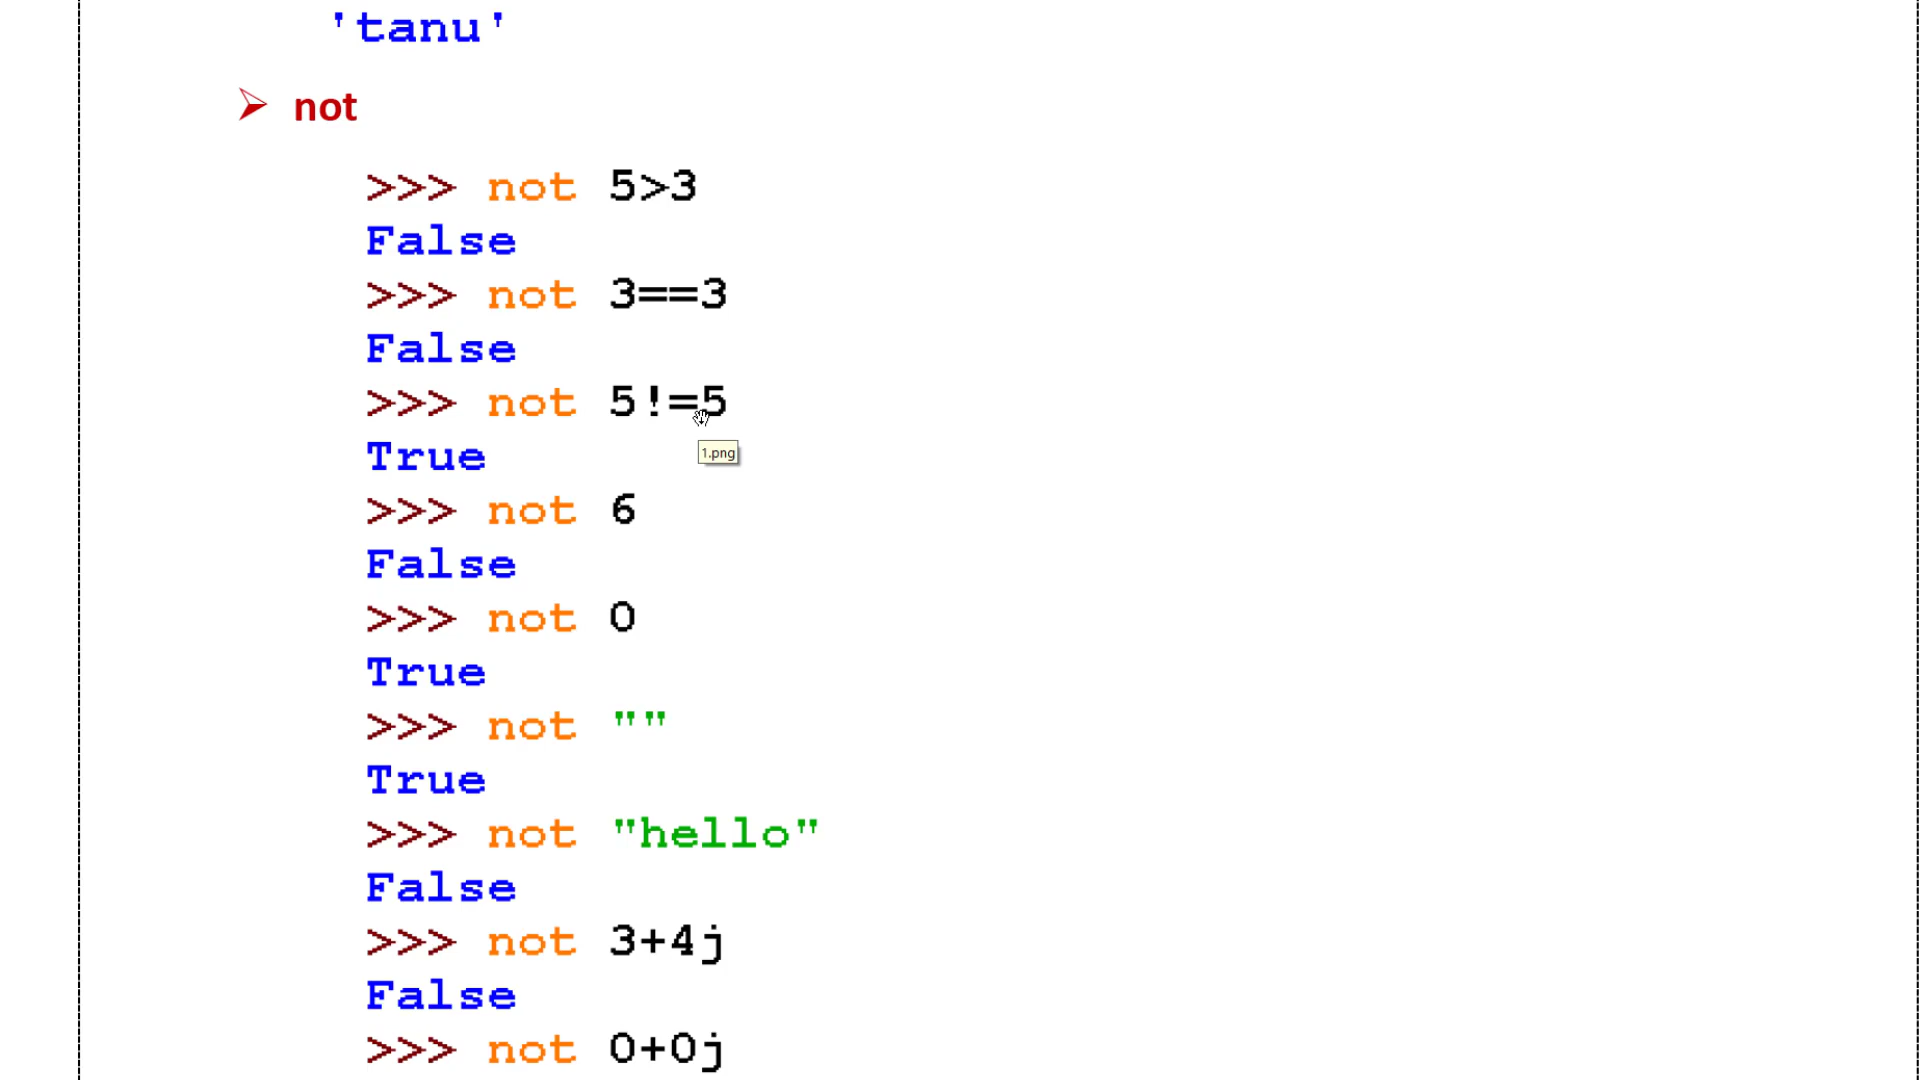 'tanu'
➢ not
>>> not 5>3
False
>>> not 3==3
False
>>> not 5!=5
True
1.png
>>> not 6
False
>>> not 0
True
>>> not ""
True
>>> not "hello"
False
>>> not 3+4j
False
>>> not 0+0j